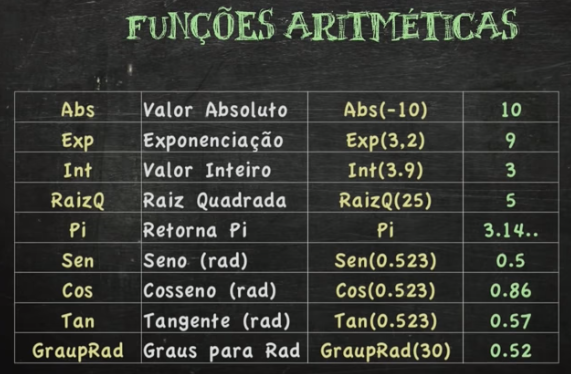 FUNÇÕES ARITMÉTICAS
Abs Valor Absoluto Abs(-10) 10
Exp Exponenciação Exp(3,2) 9
Int Valor Inteiro Int(3.9) 3
RaizQ Raiz Quadrada RaizQ(25) 5
Pi Retorna Pi Pi 3.14..
Sen Seno (rad) Sen(0.523) 0.5
Cos Cosseno (rad) Cos(0.523) 0.86
Tan Tangente (rad) Tan(0.523) 0.57
GraupRad Graus para Rad GraupRad(30) 0.52